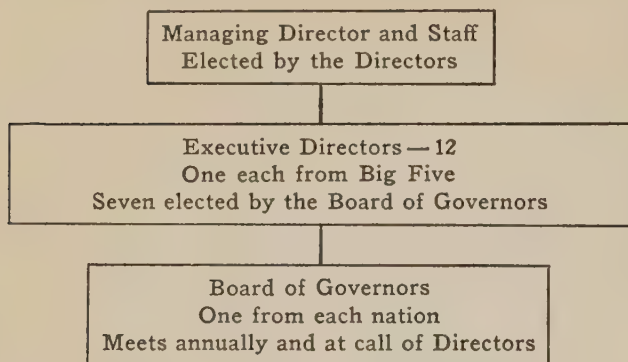 Managing Director and Staff
Elected by the Directors
Executive Directors — 12
One each from Big Five
Seven elected by the Board of Governors
Board of Governors
One from each nation
Meets annually and at call of Directors